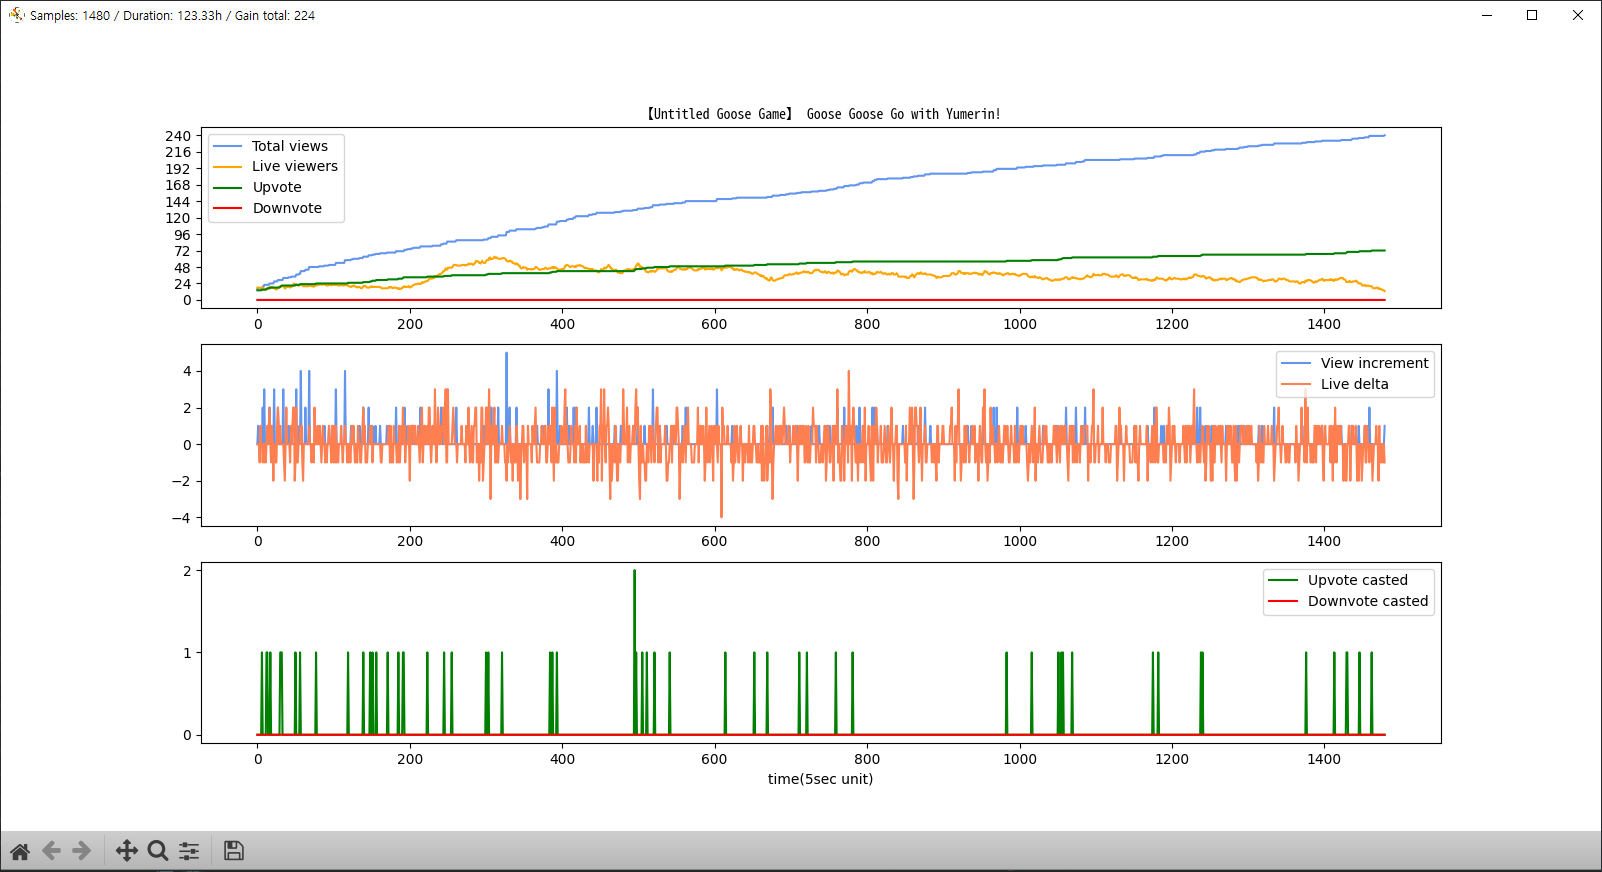 Samples: 1480 / Duration: 123.33h / Gain total: 224
【Untitled Goose Game】 Goose Goose Go with Yumerin!
240
216
192
168
144
120
96
72
48
24
0
Total views
Live viewers
Upvote
Downvote
0 200 400 600 800 1000 1200 1400
4
2
0
−2
−4
View increment
Live delta
0 200 400 600 800 1000 1200 1400
2
1
0
Upvote casted
Downvote casted
0 200 400 600 800 1000 1200 1400
time(5sec unit)